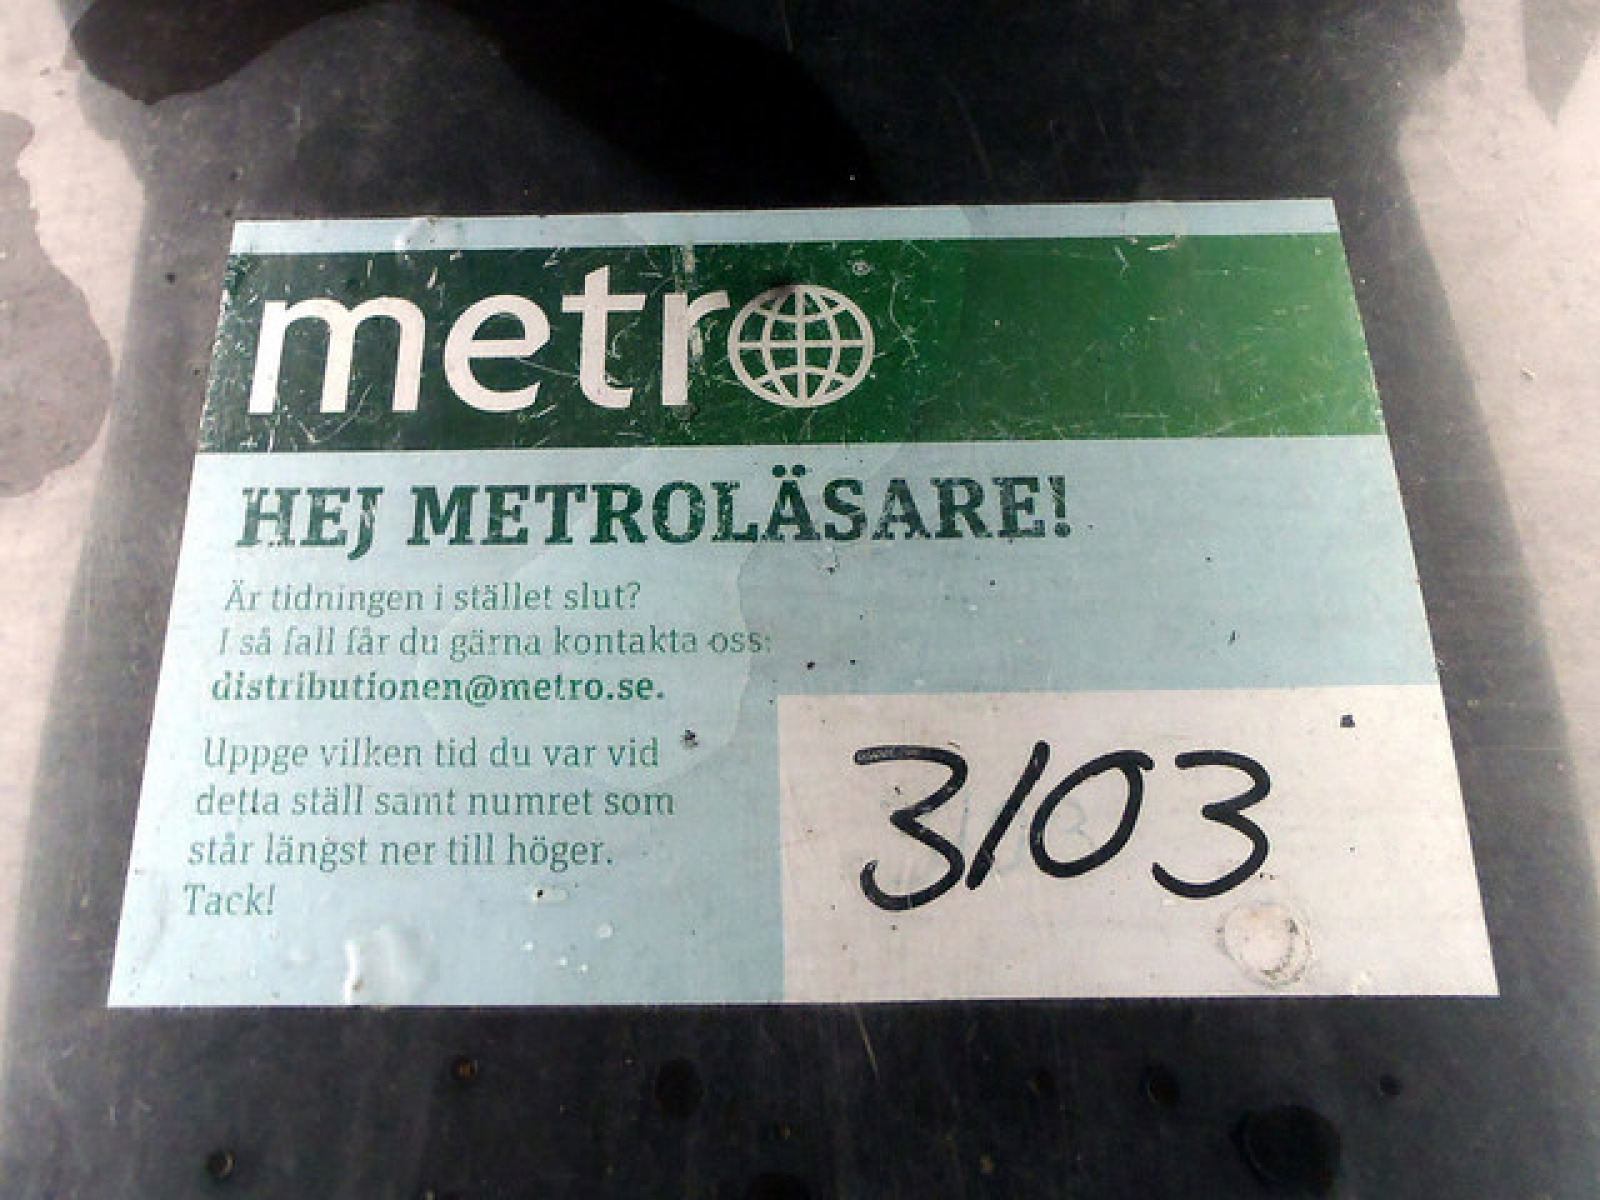 metro
HEJ METROLÄSARE!
Är tidningen i stället slut?
I så fall får du gärna kontakta oss:
distributionen@metro.se.
Uppge vilken tid du var vid
detta ställ samt numret som
står längst ner till höger.
Tack!
3103